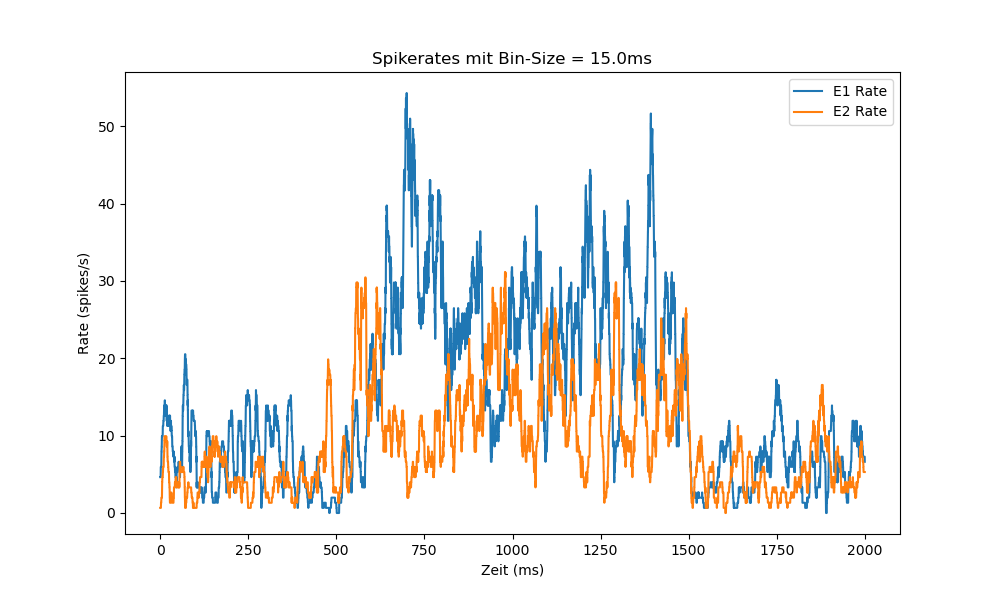 Spikerates mit Bin-Size = 15.0ms
E1 Rate
E2 Rate
50
40
30
20
10
0
Rate (spikes/s)
0 250 500 750 1000 1250 1500 1750 2000
Zeit (ms)